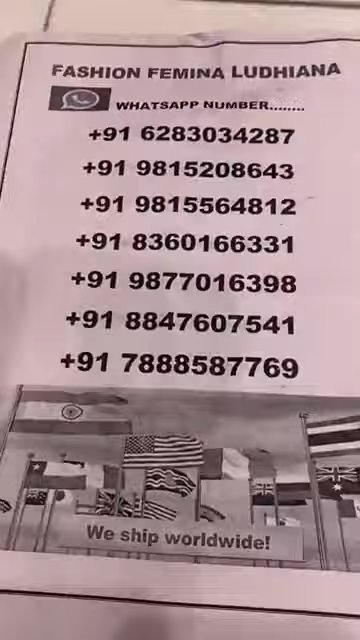 FASHION FEMINA LUDHIANA
WHATSAPP NUMBER........
+91 6283034287
+91 9815208643
+91 9815564812
+91 8360166331
+91 9877016398
+91 8847607541
+91 7888587769
We ship worldwide!